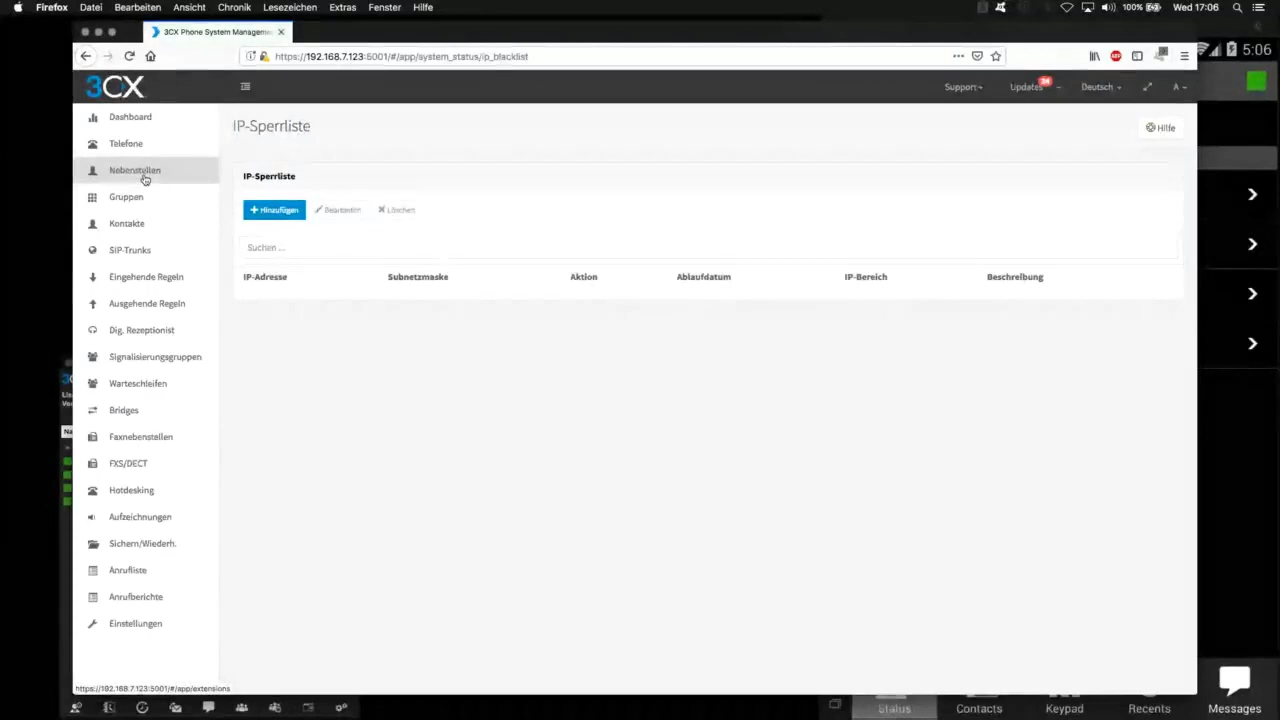 Firefox Datei Bearbeiten Ansicht Chronik Lesezeichen Extras Fenster Hilfe 100% Wed 17:06
3CX Phone System Managemen
5:06
https://192.168.7.123:5001/#/app/system_status/ip_blacklist
3CX
Support
Updates
Deutsch
A
Dashboard
IP-Sperrliste
Hilfe
Telefone
Nebenstellen
IP-Sperrliste
Gruppen
Hinzufügen
Bearbeiten
Löschen
Kontakte
SIP-Trunks
Suchen ...
Eingehende Regeln
IP-Adresse Subnetzmaske Aktion Ablaufdatum IP-Bereich Beschreibung
Ausgehende Regeln
Dig. Rezeptionist
Signalisierungsgruppen
Warteschleifen
Bridges
Faxnebenstellen
FXS/DECT
Hotdesking
Aufzeichnungen
Sichern/Wiederh.
Anrufliste
Anrufberichte
Einstellungen
https://192.168.7.123:5001/#/app/extensions
Status Contacts Keypad Recents Messages